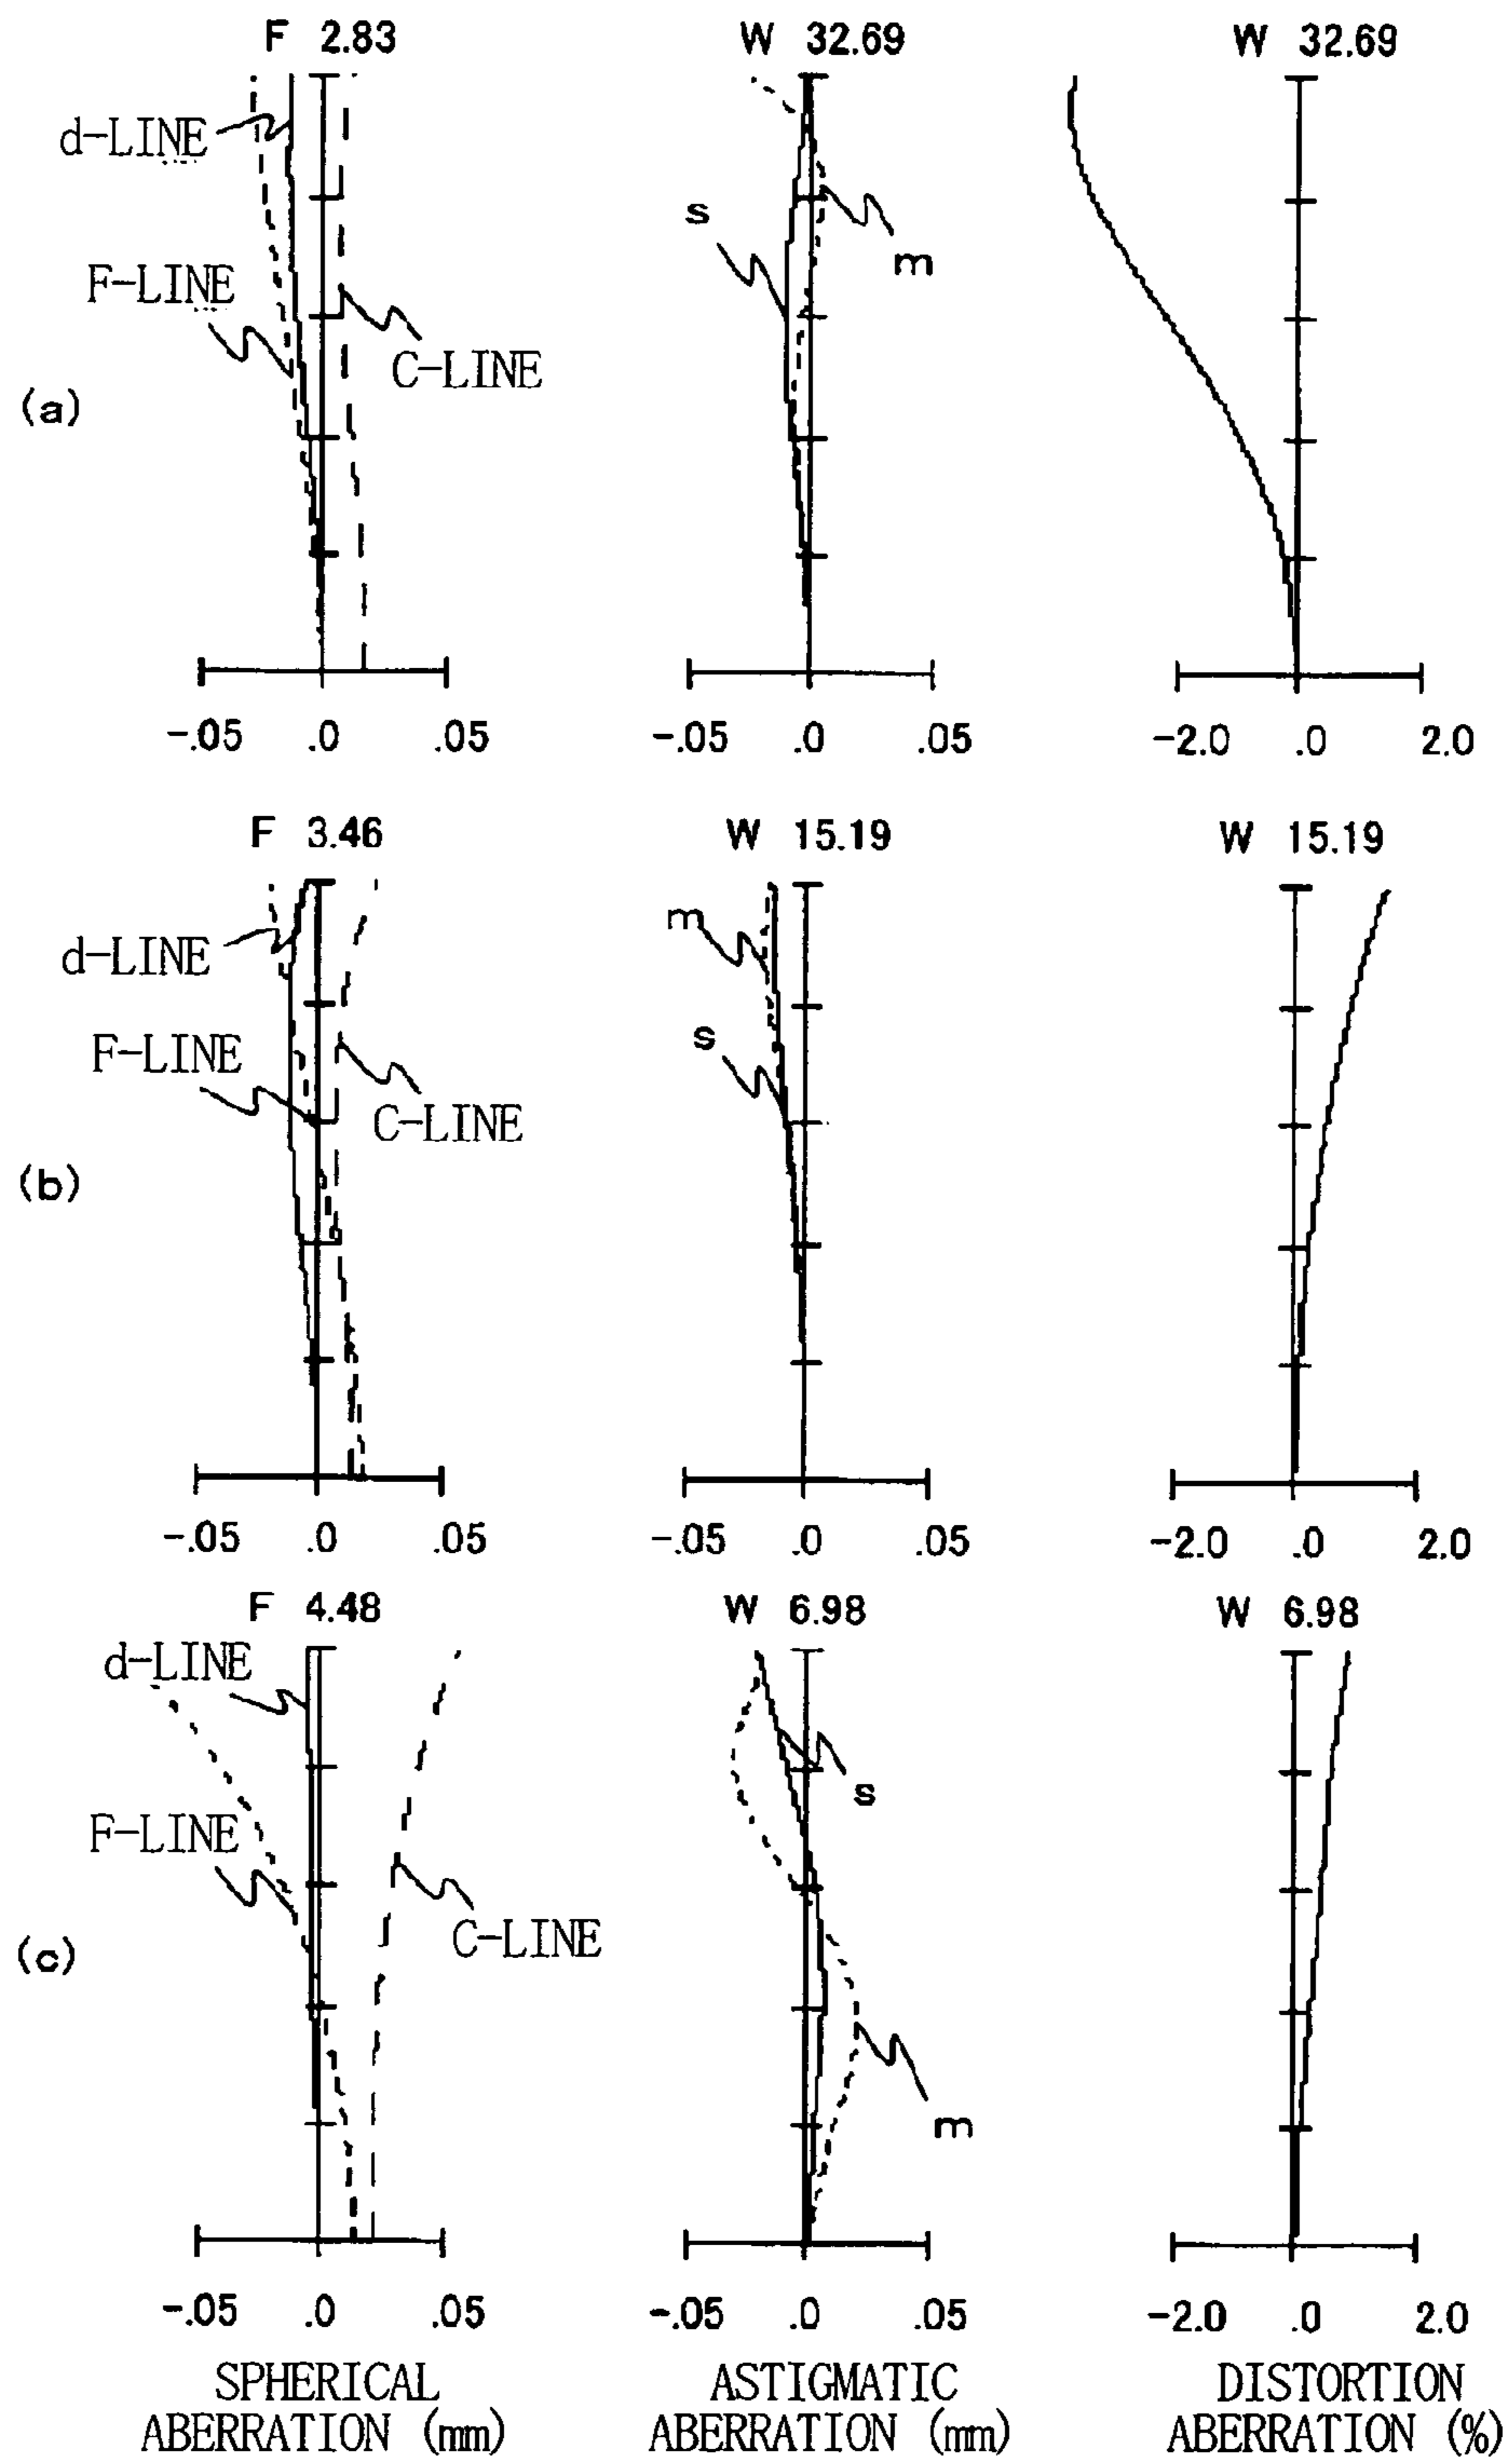 F 2.83
W 32.69
W 32.69
d-LINE
F-LINE
C-LINE
s
m
(a)
-.05 .0 .05
-.05 .0 .05
-2.0 .0 2.0
F 3.46
W 15.19
W 15.19
d-LINE
F-LINE
C-LINE
m
s
(b)
-.05 .0 .05
-.05 .0 .05
-2.0 .0 2.0
F 4.48
W 6.98
W 6.98
d-LINE
F-LINE
C-LINE
s
m
(c)
-.05 .0 .05
-.05 .0 .05
-2.0 .0 2.0
SPHERICAL
ABERRATION (mm)
ASTIGMATIC
ABERRATION (mm)
DISTORTION
ABERRATION (%)